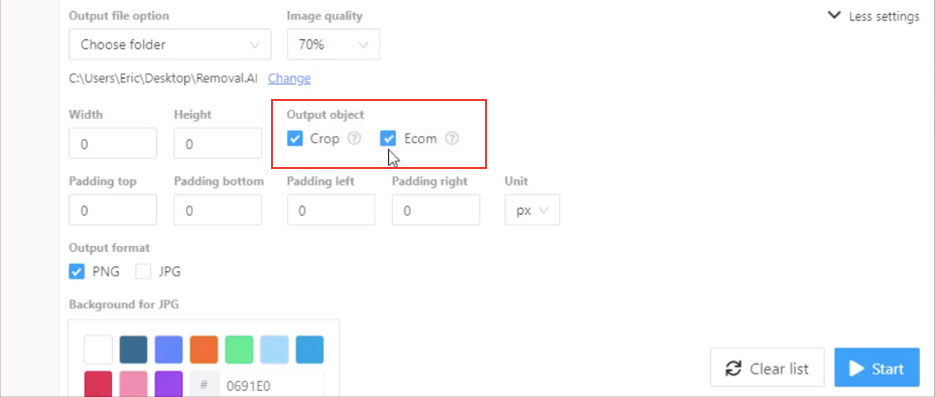 Output file option Image quality Less settings
Choose folder 70%
C:\Users\Eric\Desktop\Removal.AI Change
Width Height Output object
0 0 Crop ? Ecom ?
Padding top Padding bottom Padding left Padding right Unit
0 0 0 0 px
Output format
PNG JPG
Background for JPG
# 0691E0
Clear list Start